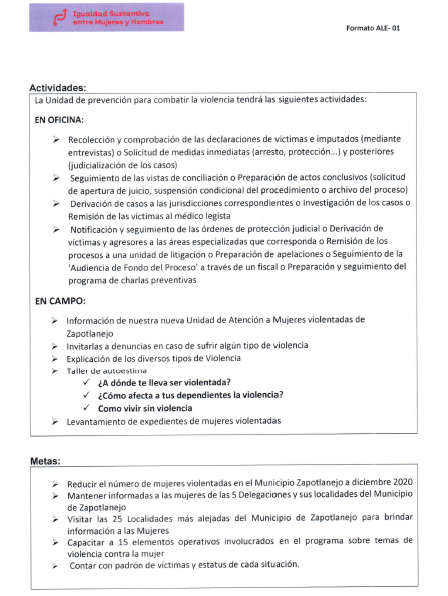 Igualdad Sustantiva
entre Mujeres y Hombres
Formato ALE- 01
Actividades:
La Unidad de prevención para combatir la violencia tendrá las siguientes actividades:
EN OFICINA:
➢ Recolección y comprobación de las declaraciones de víctimas e imputados (mediante
entrevistas) o Solicitud de medidas inmediatas (arresto, protección...) y posteriores
(judicialización de los casos)
➢ Seguimiento de las vistas de conciliación o Preparación de actos conclusivos (solicitud
de apertura de juicio, suspensión condicional del procedimiento o archivo del proceso)
➢ Derivación de casos a las jurisdicciones correspondientes o Investigación de los casos o
Remisión de las víctimas al médico legista
➢ Notificación y seguimiento de las órdenes de protección judicial o Derivación de
víctimas y agresores a las áreas especializadas que corresponda o Remisión de los
procesos a una unidad de litigación o Preparación de apelaciones o Seguimiento de la
'Audiencia de Fondo del Proceso' a través de un fiscal o Preparación y seguimiento del
programa de charlas preventivas
EN CAMPO:
➢ Información de nuestra nueva Unidad de Atención a Mujeres violentadas de
Zapotlanejo
➢ Invitarlas a denuncias en caso de sufrir algún tipo de violencia
➢ Explicación de los diversos tipos de Violencia
➢ Taller de autoestima
✓ ¿A dónde te lleva ser violentada?
✓ ¿Cómo afecta a tus dependientes la violencia?
✓ Como vivir sin violencia
➢ Levantamiento de expedientes de mujeres violentadas
Metas:
➢ Reducir el número de mujeres violentadas en el Municipio Zapotlanejo a diciembre 2020
➢ Mantener informadas a las mujeres de las 5 Delegaciones y sus localidades del Municipio
de Zapotlanejo
➢ Visitar las 25 Localidades más alejadas del Municipio de Zapotlanejo para brindar
información a las Mujeres
➢ Capacitar a 15 elementos operativos involucrados en el programa sobre temas de
violencia contra la mujer
➢ Contar con padrón de víctimas y estatus de cada situación.